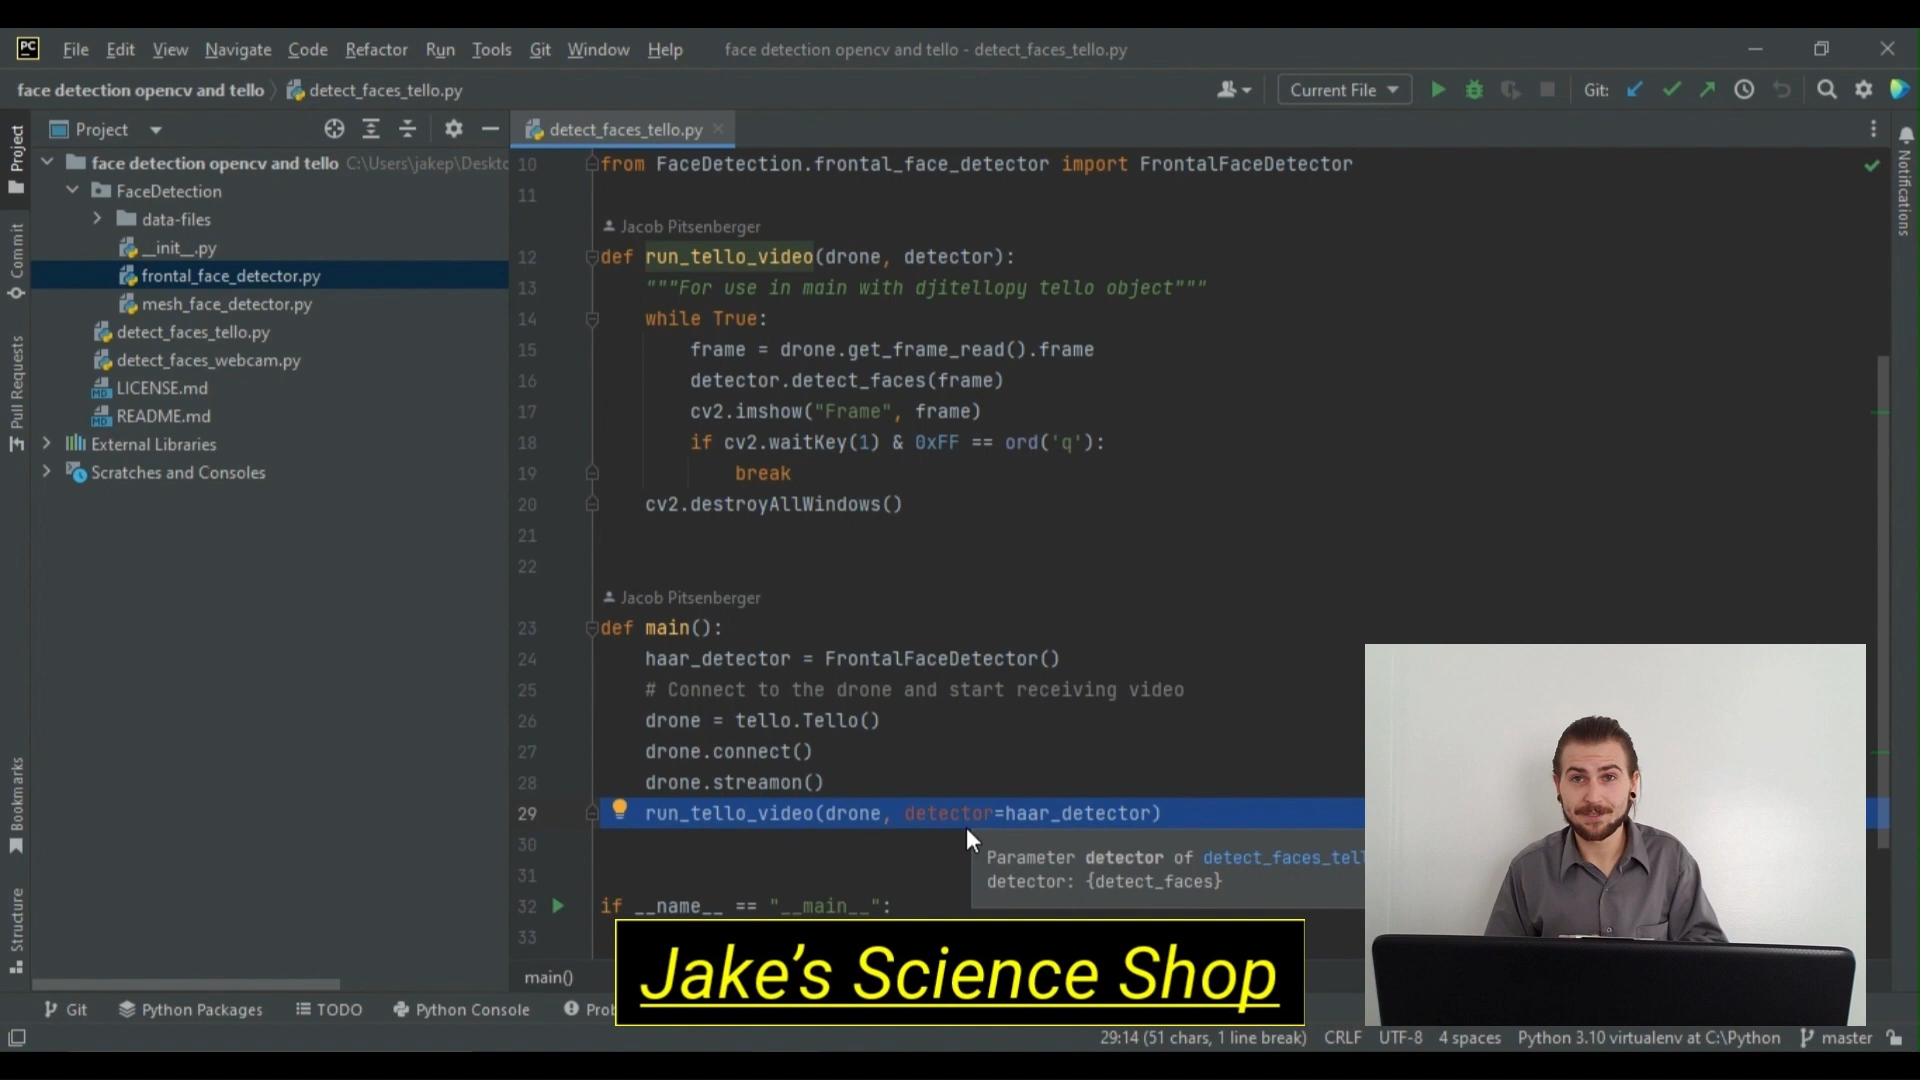 PC File Edit View Navigate Code Refactor Run Tools Git Window Help face detection opencv and tello - detect_faces_tello.py
face detection opencv and tello detect_faces_tello.py Current File Git:
Project
Commit
Pull Requests
Bookmarks
Structure
Project
face detection opencv and tello C:\Users\jakep\Deskto
FaceDetection
data-files
__init__.py
frontal_face_detector.py
mesh_face_detector.py
detect_faces_tello.py
detect_faces_webcam.py
LICENSE.md
README.md
External Libraries
Scratches and Consoles
detect_faces_tello.py
10 from FaceDetection.frontal_face_detector import FrontalFaceDetector
11
Jacob Pitsenberger
12 def run_tello_video(drone, detector):
13 """For use in main with djitellopy tello object"""
14 while True:
15 frame = drone.get_frame_read().frame
16 detector.detect_faces(frame)
17 cv2.imshow("Frame", frame)
18 if cv2.waitKey(1) & 0xFF == ord('q'):
19 break
20 cv2.destroyAllWindows()
21
22
Jacob Pitsenberger
23 def main():
24 haar_detector = FrontalFaceDetector()
25 # Connect to the drone and start receiving video
26 drone = tello.Tello()
27 drone.connect()
28 drone.streamon()
29 run_tello_video(drone, detector=haar_detector)
30
Parameter detector of detect_faces_tell
31
detector: {detect_faces}
32 if __name__ == "__main__":
33
main()
Notifications
Jake's Science Shop
Git Python Packages TODO Python Console Prob
29:14 (51 chars, 1 line break) CRLF UTF-8 4 spaces Python 3.10 virtualenv at C:\Python master